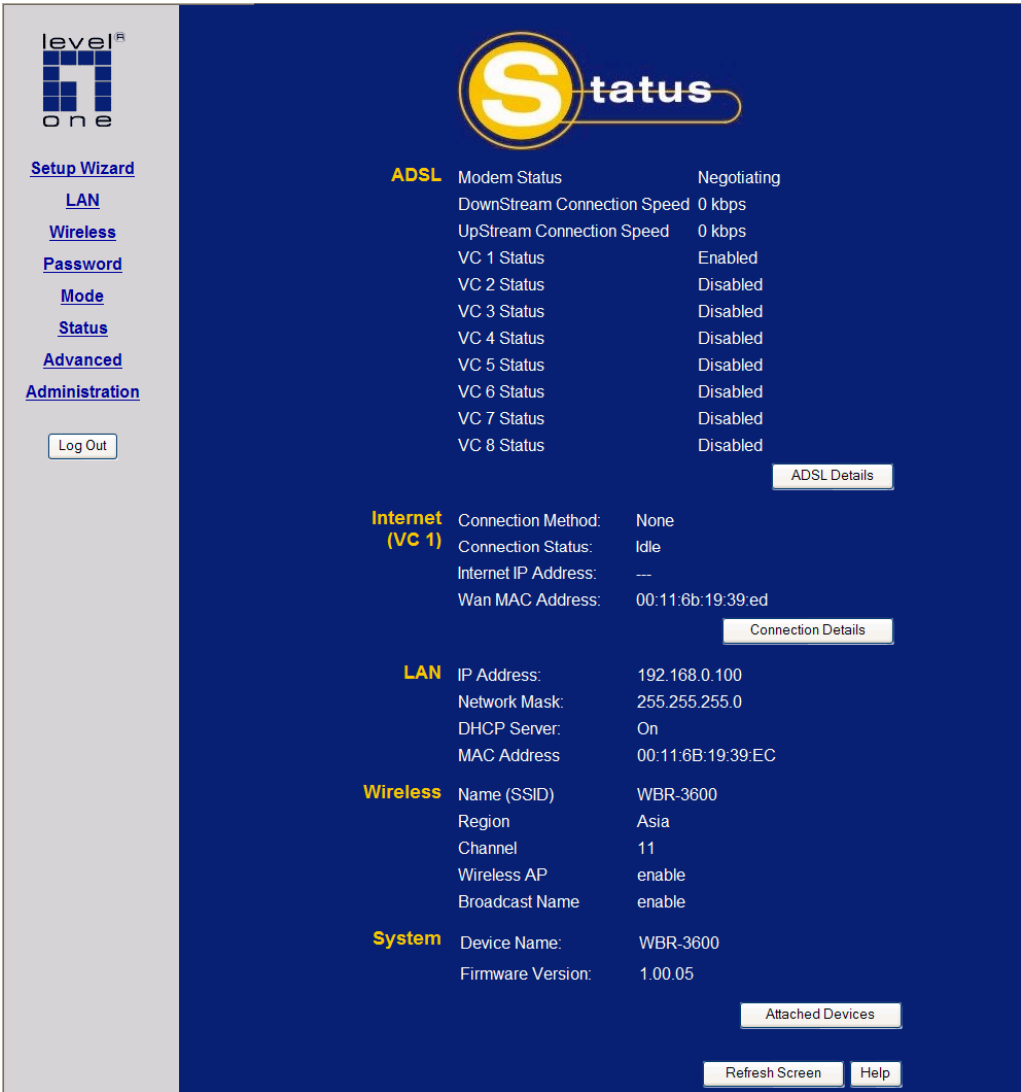 level®
one
Setup Wizard
LAN
Wireless
Password
Mode
Status
Advanced
Administration
Log Out
Status
ADSL
Modem Status Negotiating
DownStream Connection Speed 0 kbps
UpStream Connection Speed 0 kbps
VC 1 Status Enabled
VC 2 Status Disabled
VC 3 Status Disabled
VC 4 Status Disabled
VC 5 Status Disabled
VC 6 Status Disabled
VC 7 Status Disabled
VC 8 Status Disabled
ADSL Details
Internet
(VC 1)
Connection Method: None
Connection Status: Idle
Internet IP Address: ---
Wan MAC Address: 00:11:6b:19:39:ed
Connection Details
LAN
IP Address: 192.168.0.100
Network Mask: 255.255.255.0
DHCP Server: On
MAC Address 00:11:6B:19:39:EC
Wireless
Name (SSID) WBR-3600
Region Asia
Channel 11
Wireless AP enable
Broadcast Name enable
System
Device Name: WBR-3600
Firmware Version: 1.00.05
Attached Devices
Refresh Screen
Help